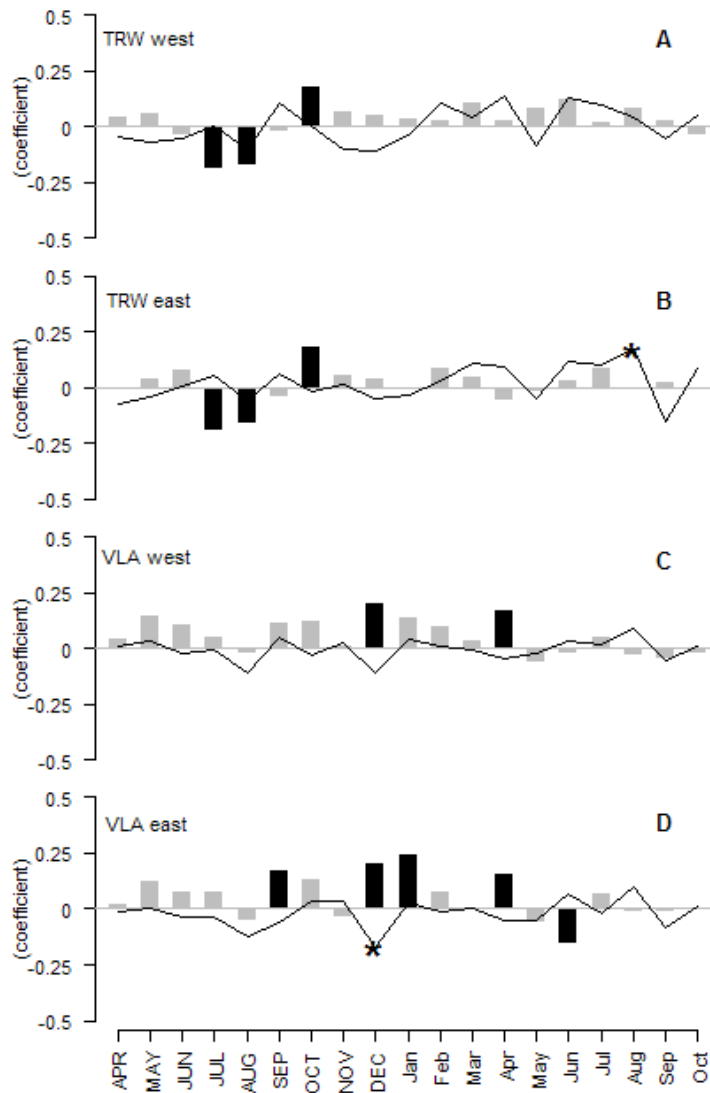 TRW west
A
0.5
0.25
0
-0.25
-0.5
(coefficient)
TRW east
B
0.5
0.25
0
-0.25
-0.5
(coefficient)
*
VLA west
C
0.5
0.25
0
-0.25
-0.5
(coefficient)
VLA east
D
0.5
0.25
0
-0.25
-0.5
(coefficient)
*
APR
MAY
JUN
JUL
AUG
SEP
OCT
NOV
DEC
Jan
Feb
Mar
Apr
May
Jun
Jul
Aug
Sep
Oct